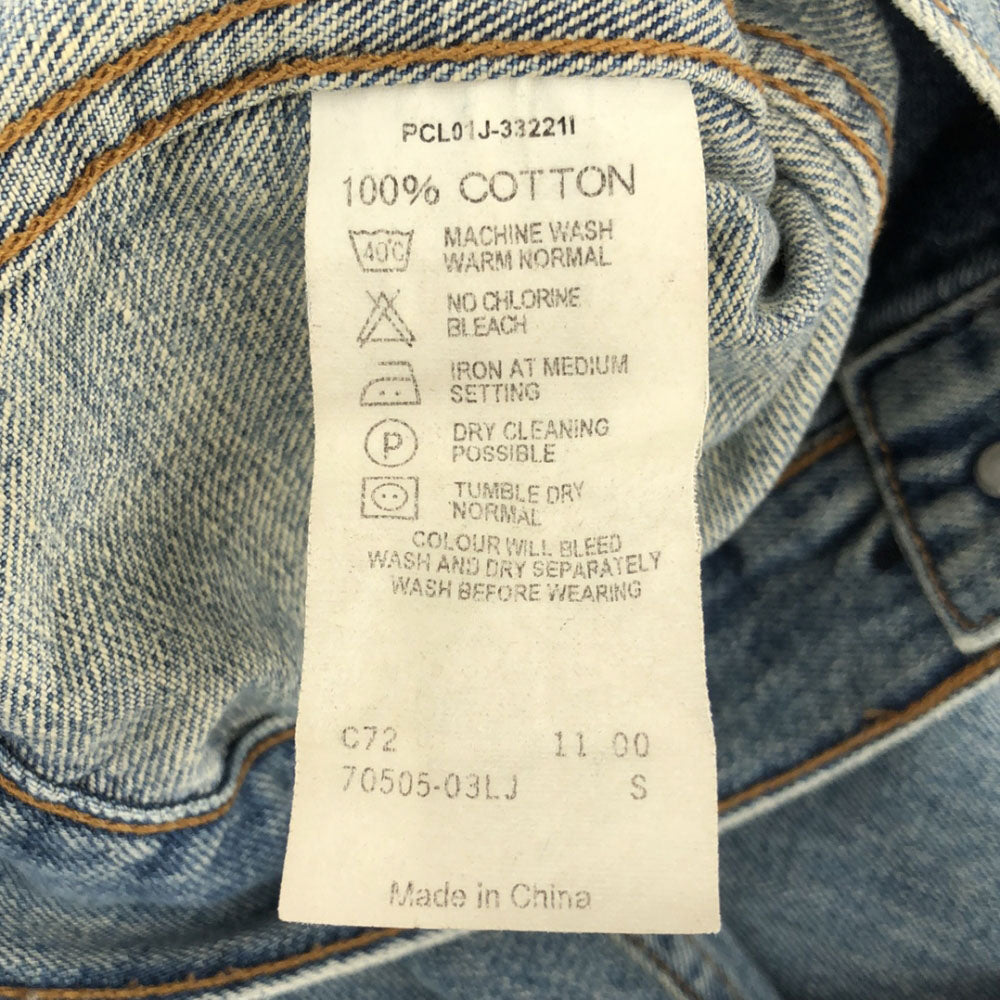 PCL01J-33221I
100% COTTON
40°C MACHINE WASH
WARM NORMAL
NO CHLORINE
BLEACH
IRON AT MEDIUM
SETTING
P DRY CLEANING
POSSIBLE
TUMBLE DRY
NORMAL
COLOUR WILL BLEED
WASH AND DRY SEPARATELY
WASH BEFORE WEARING
C72 11 00
70505-03LJ S
Made in China